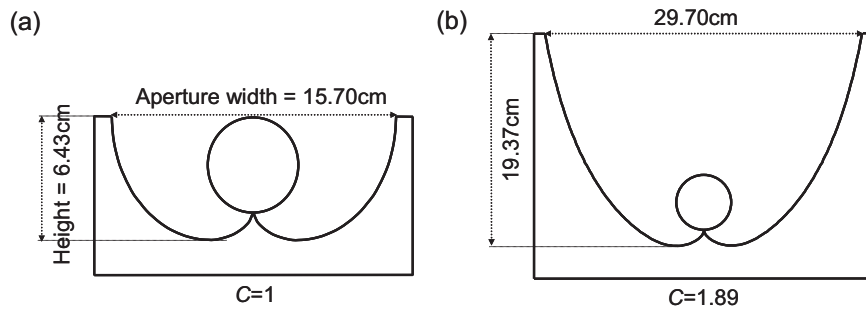 (a)
Aperture width = 15.70cm
Height = 6.43cm
C=1
(b)
29.70cm
19.37cm
C=1.89